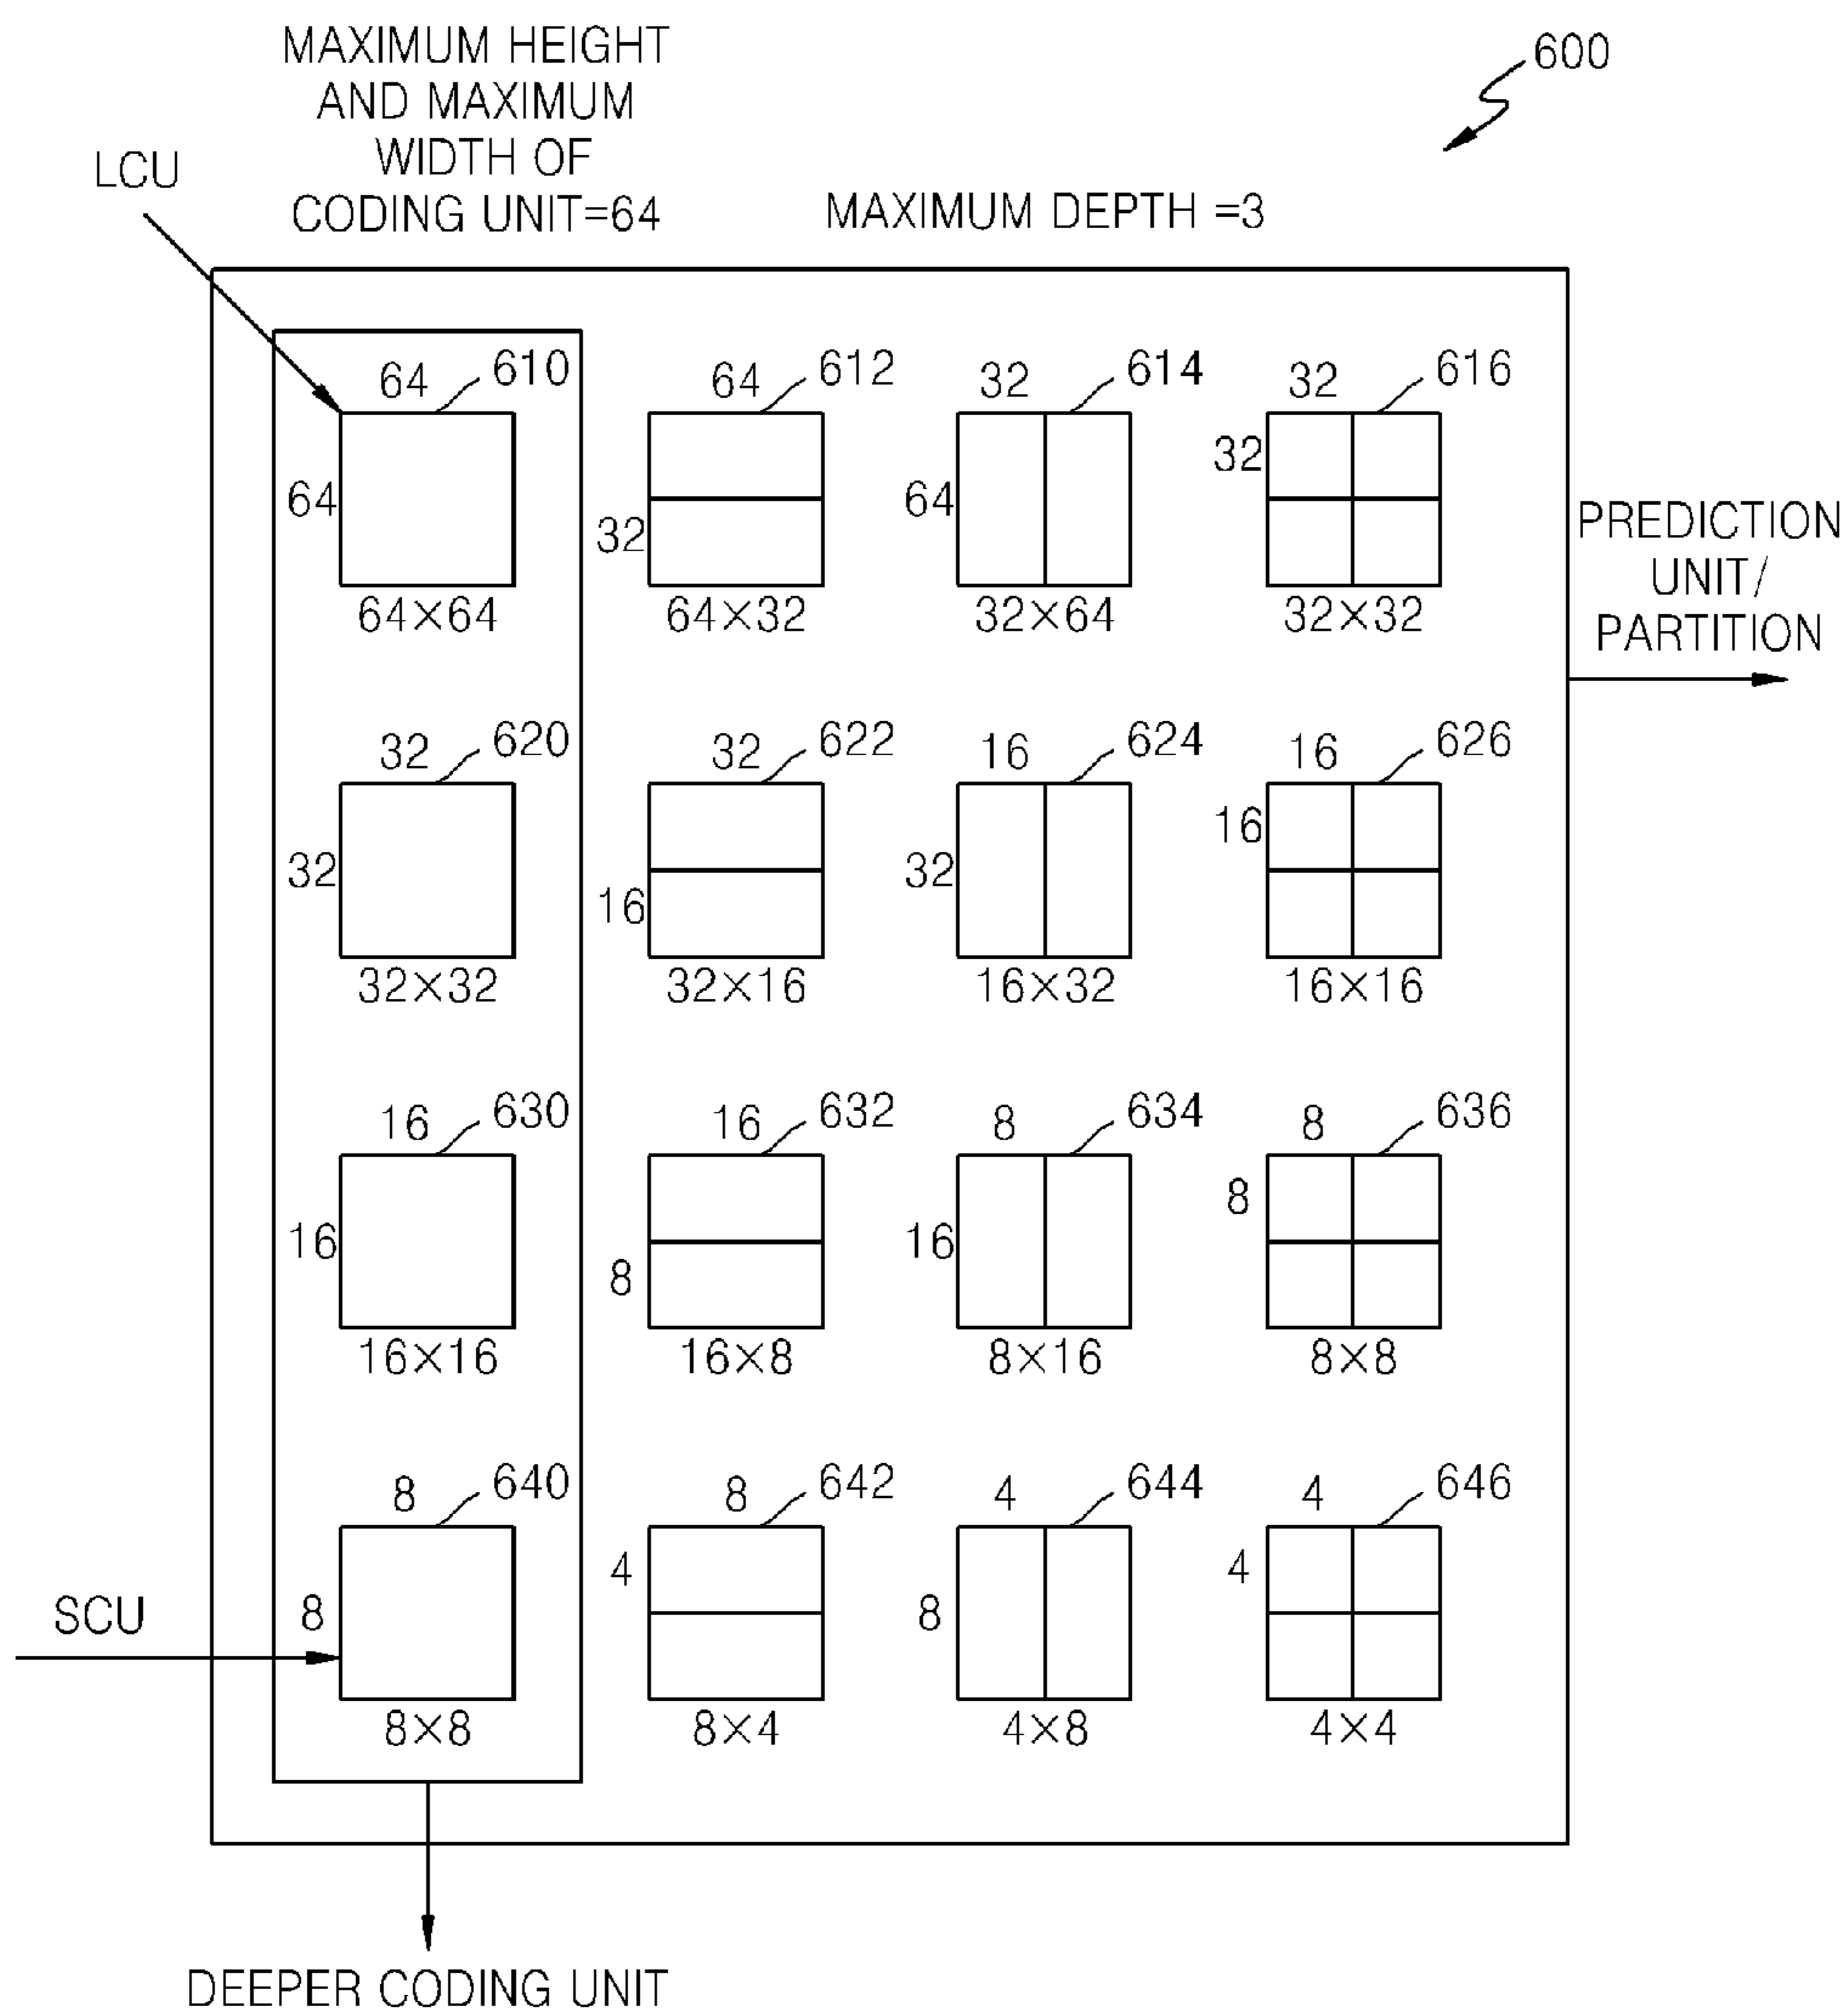 MAXIMUM HEIGHT
AND MAXIMUM
WIDTH OF
CODING UNIT=64
600
LCU
MAXIMUM DEPTH =3
64 610 64 612 32 614 32 616
64 32 64 32
64×64 64×32 32×64 32×32
PREDICTION
UNIT/
PARTITION
32 620 32 622 16 624 16 626
32 16 32 16
32×32 32×16 16×32 16×16
16 630 16 632 8 634 8 636
16 8 16 8
16×16 16×8 8×16 8×8
8 640 8 642 4 644 4 646
SCU
8 4 8 4
8×8 8×4 4×8 4×4
DEEPER CODING UNIT